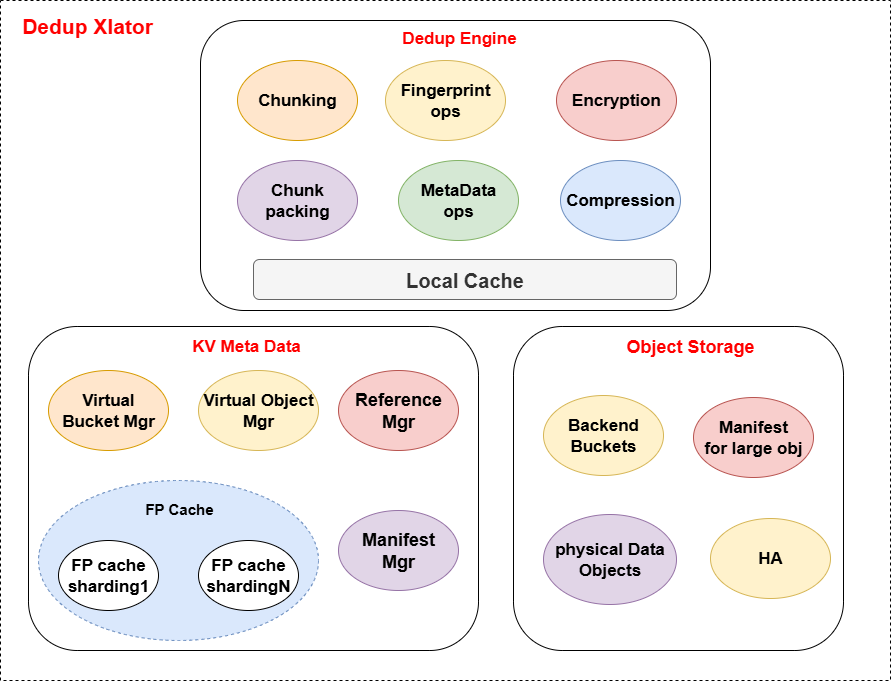 Dedup Xlator
Dedup Engine
Chunking
Fingerprint
ops
Encryption
Chunk
packing
MetaData
ops
Compression
Local Cache
KV Meta Data
Virtual
Bucket Mgr
Virtual Object
Mgr
Reference
Mgr
FP Cache
FP cache
sharding1
FP cache
shardingN
Manifest
Mgr
Object Storage
Backend
Buckets
Manifest
for large obj
physical Data
Objects
HA